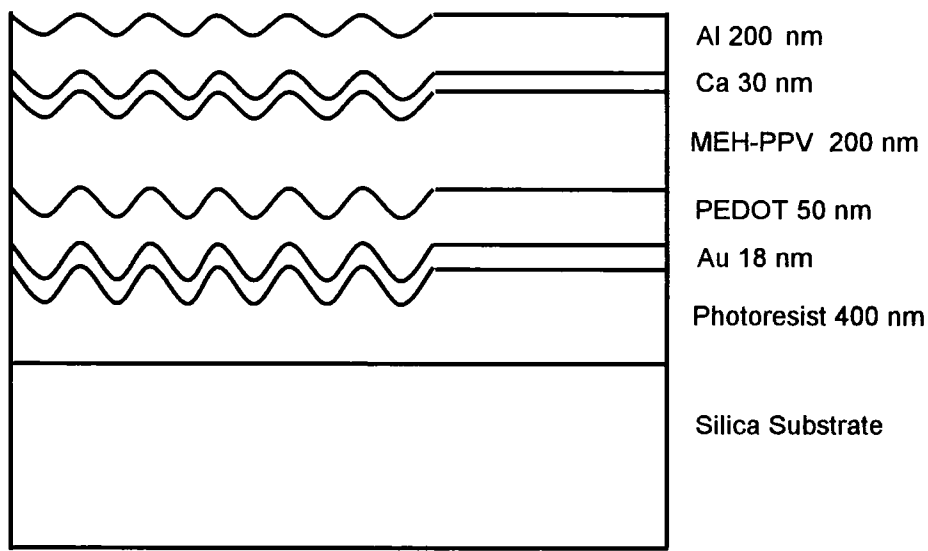 Al 200 nm
Ca 30 nm
MEH-PPV 200 nm
PEDOT 50 nm
Au 18 nm
Photoresist 400 nm
Silica Substrate